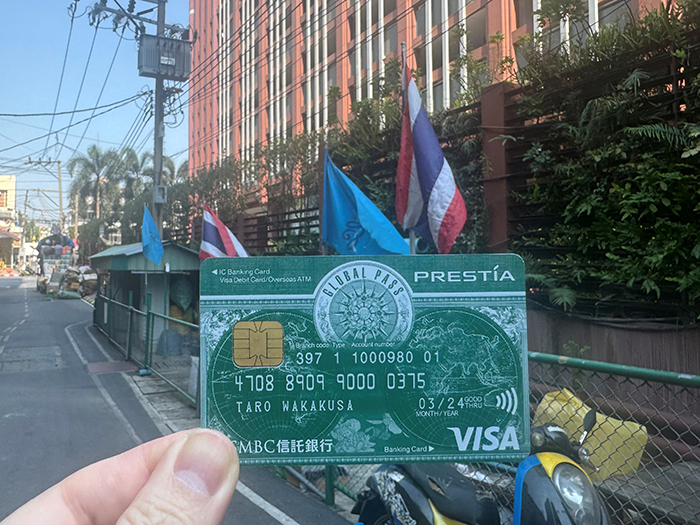 ◄IC Banking Card
Visa Debit Card/Overseas ATM
GLOBAL PASS
PRESTÍA
Branch code Type Account number
397 1 1000980 01
4708 8909 9000 0375
TARO WAKAKUSA
03/24 GOOD THRU
MONTH/YEAR
SMBC信託銀行
Banking Card►
VISA